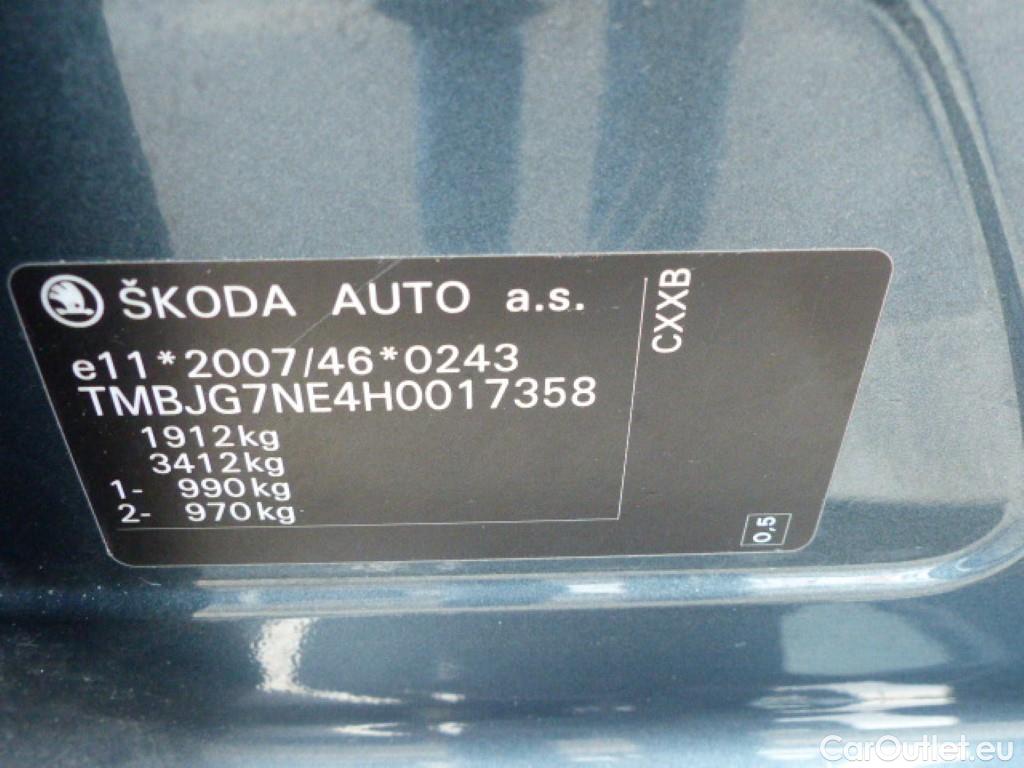 ŠKODA AUTO a.s.
e11*2007/46*0243
TMBJG7NE4H0017358
1912kg
3412kg
1- 990kg
2- 970kg
CXXB
0,5
CarOutlet.eu